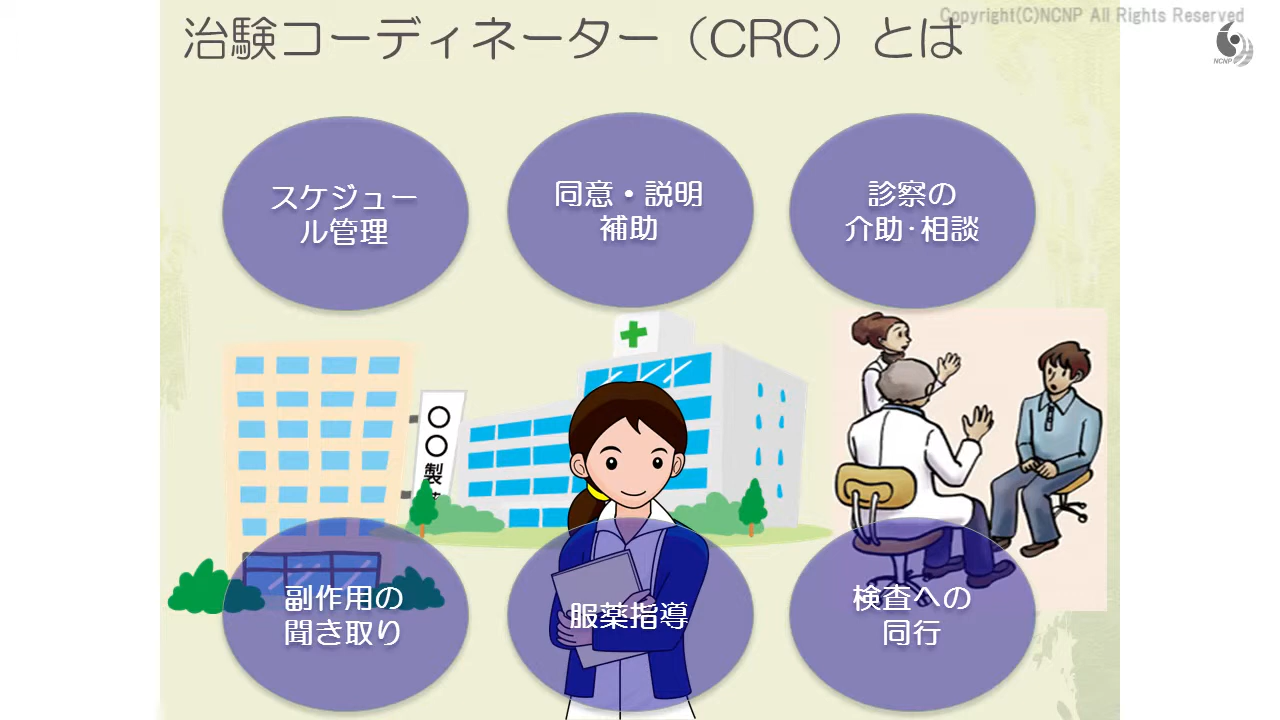 Copyright(C)NCNP All Rights Reserved
治験コーディネーター（CRC）とは
NCNP
スケジュー
ル管理
同意・説明
補助
診察の
介助･相談
〇
〇
製
副作用の
聞き取り
服薬指導
検査への
同行